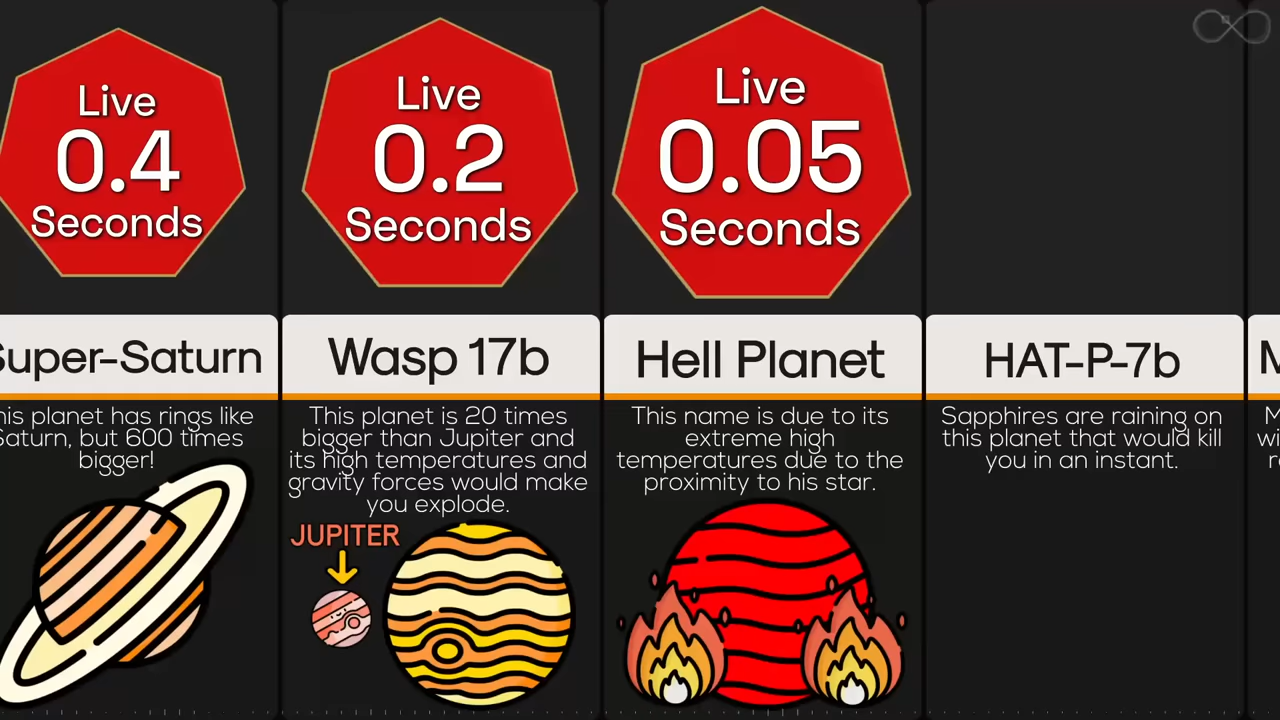 Live
0.4
Seconds
Super-Saturn
his planet has rings like
Saturn, but 600 times
bigger!
Live
0.2
Seconds
Wasp 17b
This planet is 20 times
bigger than Jupiter and
its high temperatures and
gravity forces would make
you explode.
JUPITER
Live
0.05
Seconds
Hell Planet
This name is due to its
extreme high
temperatures due to the
proximity to his star.
HAT-P-7b
Sapphires are raining on
this planet that would kill
you in an instant.